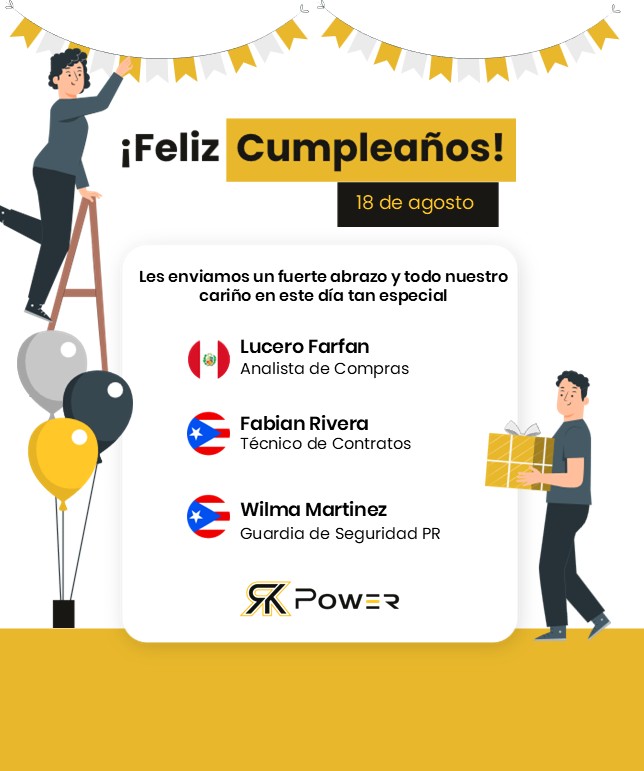 ¡Feliz Cumpleaños!
18 de agosto
Les enviamos un fuerte abrazo y todo nuestro
cariño en este día tan especial
Lucero Farfan
Analista de Compras
Fabian Rivera
Técnico de Contratos
Wilma Martinez
Guardia de Seguridad PR
RK Power